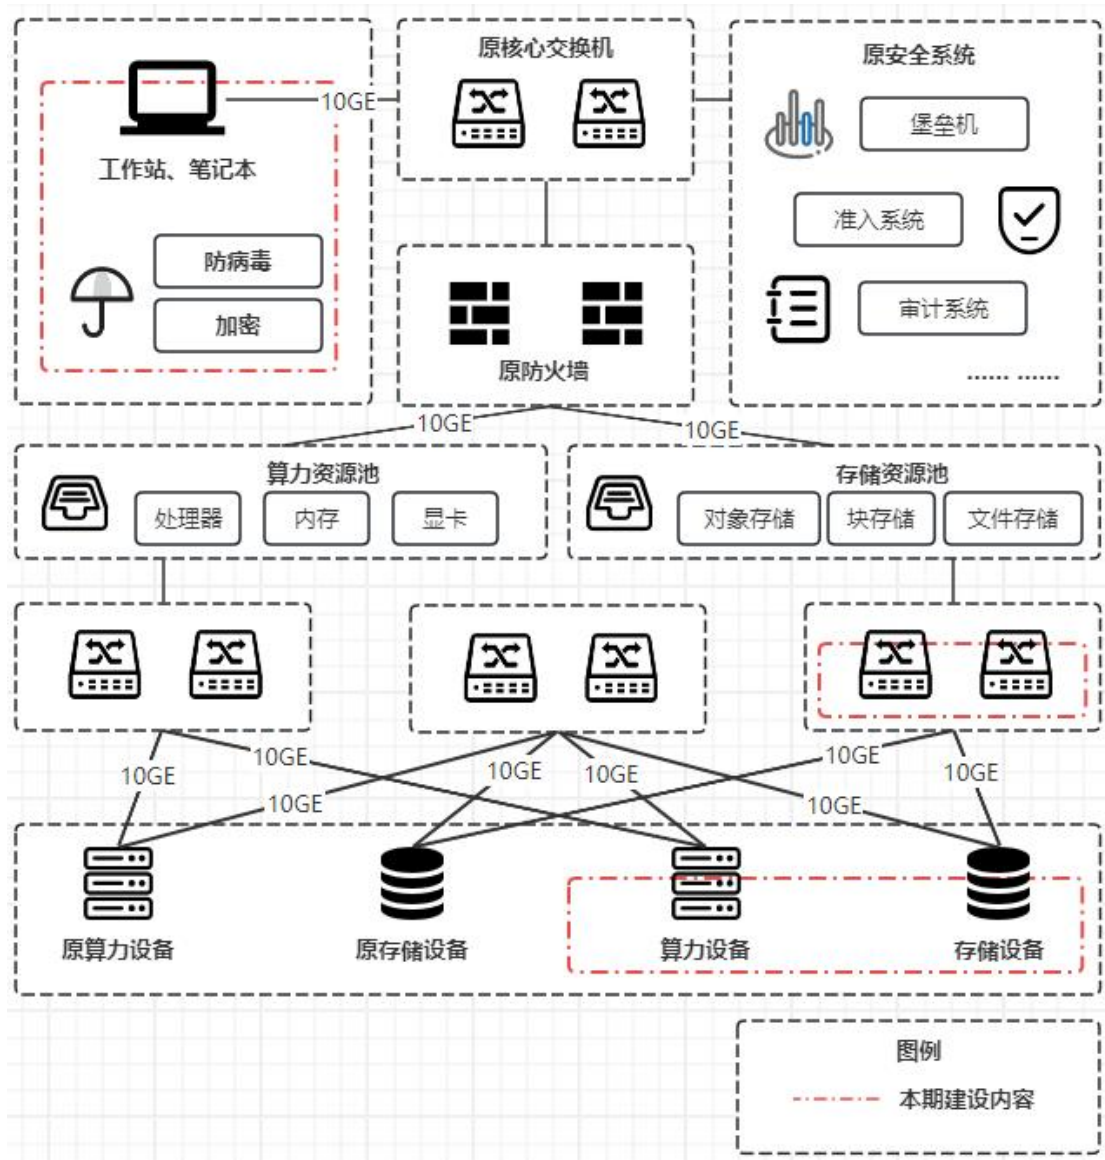 原核心交换机
原安全系统
10GE
堡垒机
工作站、笔记本
准入系统
防病毒
加密
审计系统
原防火墙
...... ......
10GE
10GE
算力资源池
处理器
内存
显卡
存储资源池
对象存储
块存储
文件存储
10GE
10GE
10GE
10GE
10GE
10GE
10GE
10GE
原算力设备
原存储设备
算力设备
存储设备
图例
本期建设内容